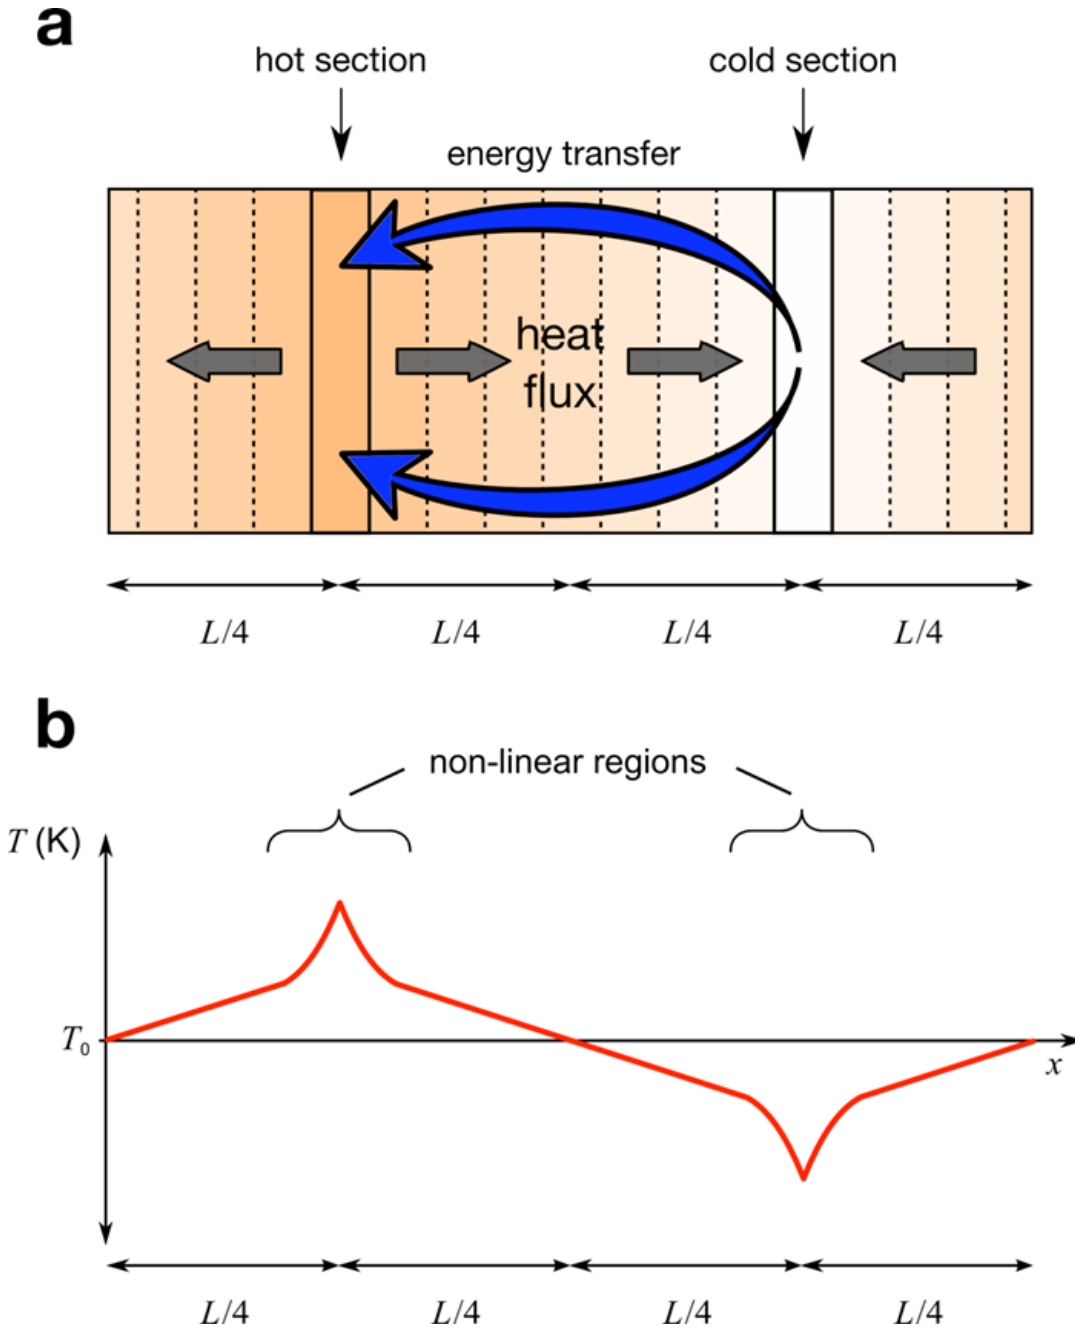 a
hot section
cold section
energy transfer
heat
flux
L/4
L/4
L/4
L/4
b
non-linear regions
T (K)
T₀
x
L/4
L/4
L/4
L/4